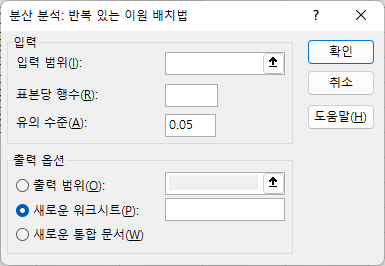 분산 분석: 반복 있는 이원 배치법
?
입력
입력 범위(I):
표본당 행수(R):
유의 수준(A):
0.05
확인
취소
도움말(H)
출력 옵션
출력 범위(O):
새로운 워크시트(P):
새로운 통합 문서(W)